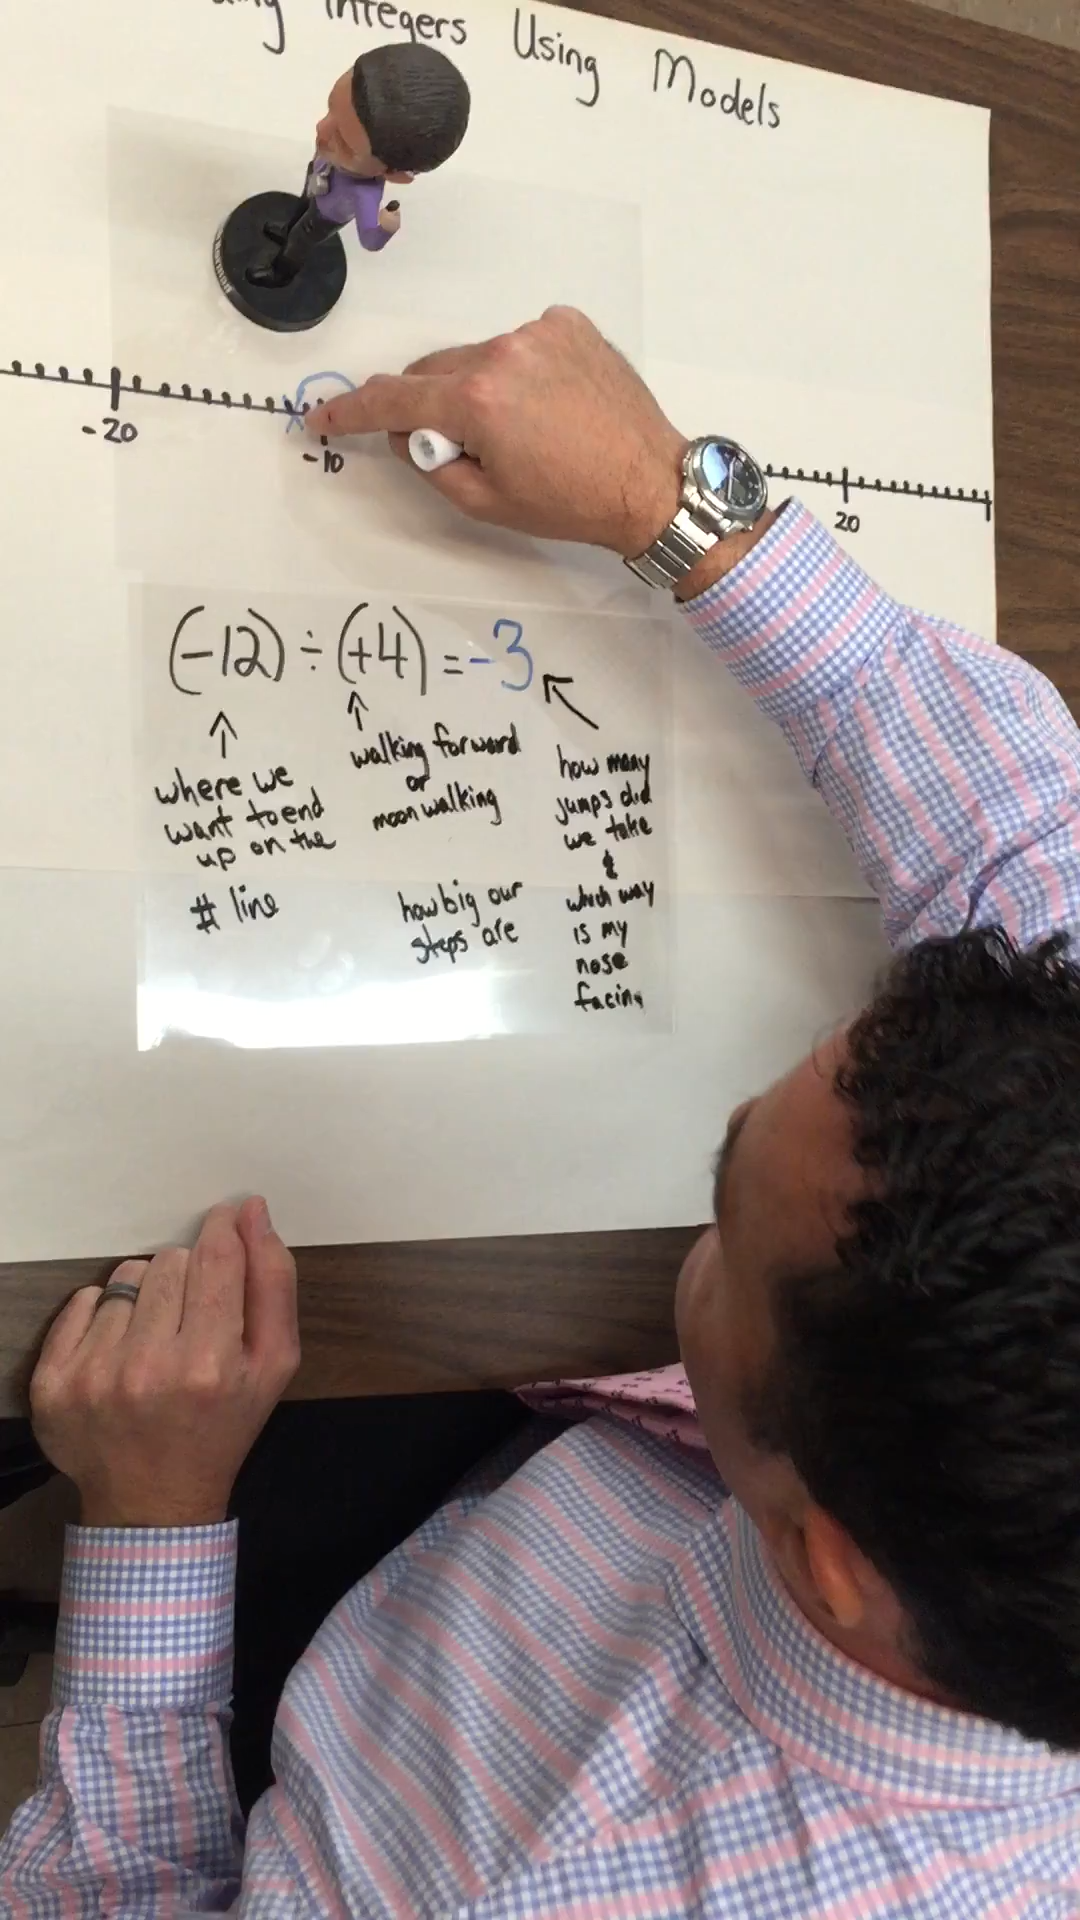 Integers Using Models
-20
-10
20
(-12) ÷ (+4) = -3
where we
want to end
up on the
# line
walking forward
or
moonwalking
how big our
steps are
how many
jumps did
we take
&
which way
is my
nose
facing